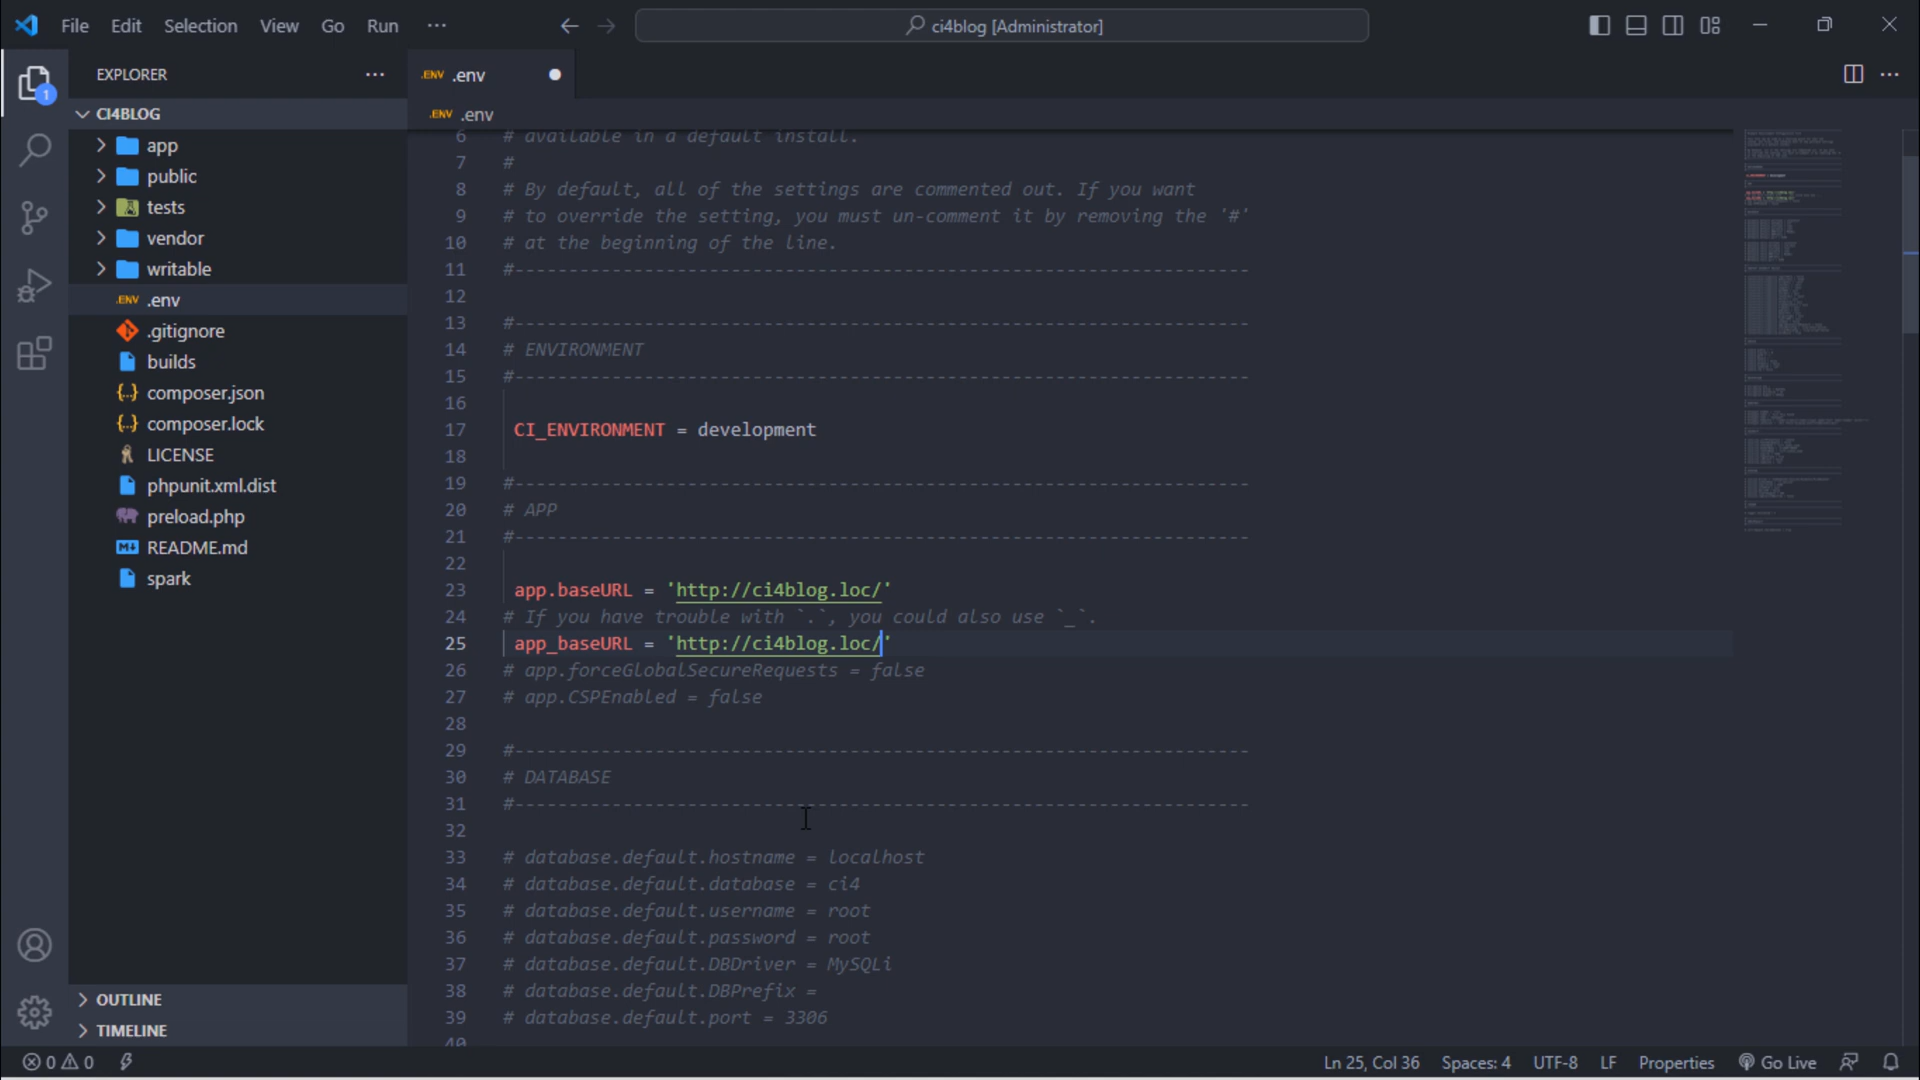 File Edit Selection View Go Run ···
ci4blog [Administrator]
EXPLORER
.ENV .env
CI4BLOG
.ENV .env
1
app
public
tests
vendor
writable
.ENV .env
.gitignore
builds
{..} composer.json
{..} composer.lock
LICENSE
phpunit.xml.dist
preload.php
README.md
spark
OUTLINE
TIMELINE
6 # available in a default install.
7 #
8 # By default, all of the settings are commented out. If you want
9 # to override the setting, you must un-comment it by removing the '#'
10 # at the beginning of the line.
11 #--------------------------------------------------------------------
12
13 #--------------------------------------------------------------------
14 # ENVIRONMENT
15 #--------------------------------------------------------------------
16
17 CI_ENVIRONMENT = development
18
19 #--------------------------------------------------------------------
20 # APP
21 #--------------------------------------------------------------------
22
23 app.baseURL = 'http://ci4blog.loc/'
24 # If you have trouble with `.`, you could also use `_`.
25 app_baseURL = 'http://ci4blog.loc/'
26 # app.forceGlobalSecureRequests = false
27 # app.CSPEnabled = false
28
29 #--------------------------------------------------------------------
30 # DATABASE
31 #--------------------------------------------------------------------
32
33 # database.default.hostname = localhost
34 # database.default.database = ci4
35 # database.default.username = root
36 # database.default.password = root
37 # database.default.DBDriver = MySQLi
38 # database.default.DBPrefix =
39 # database.default.port = 3306
40
0 0
Ln 25, Col 36 Spaces: 4 UTF-8 LF Properties Go Live